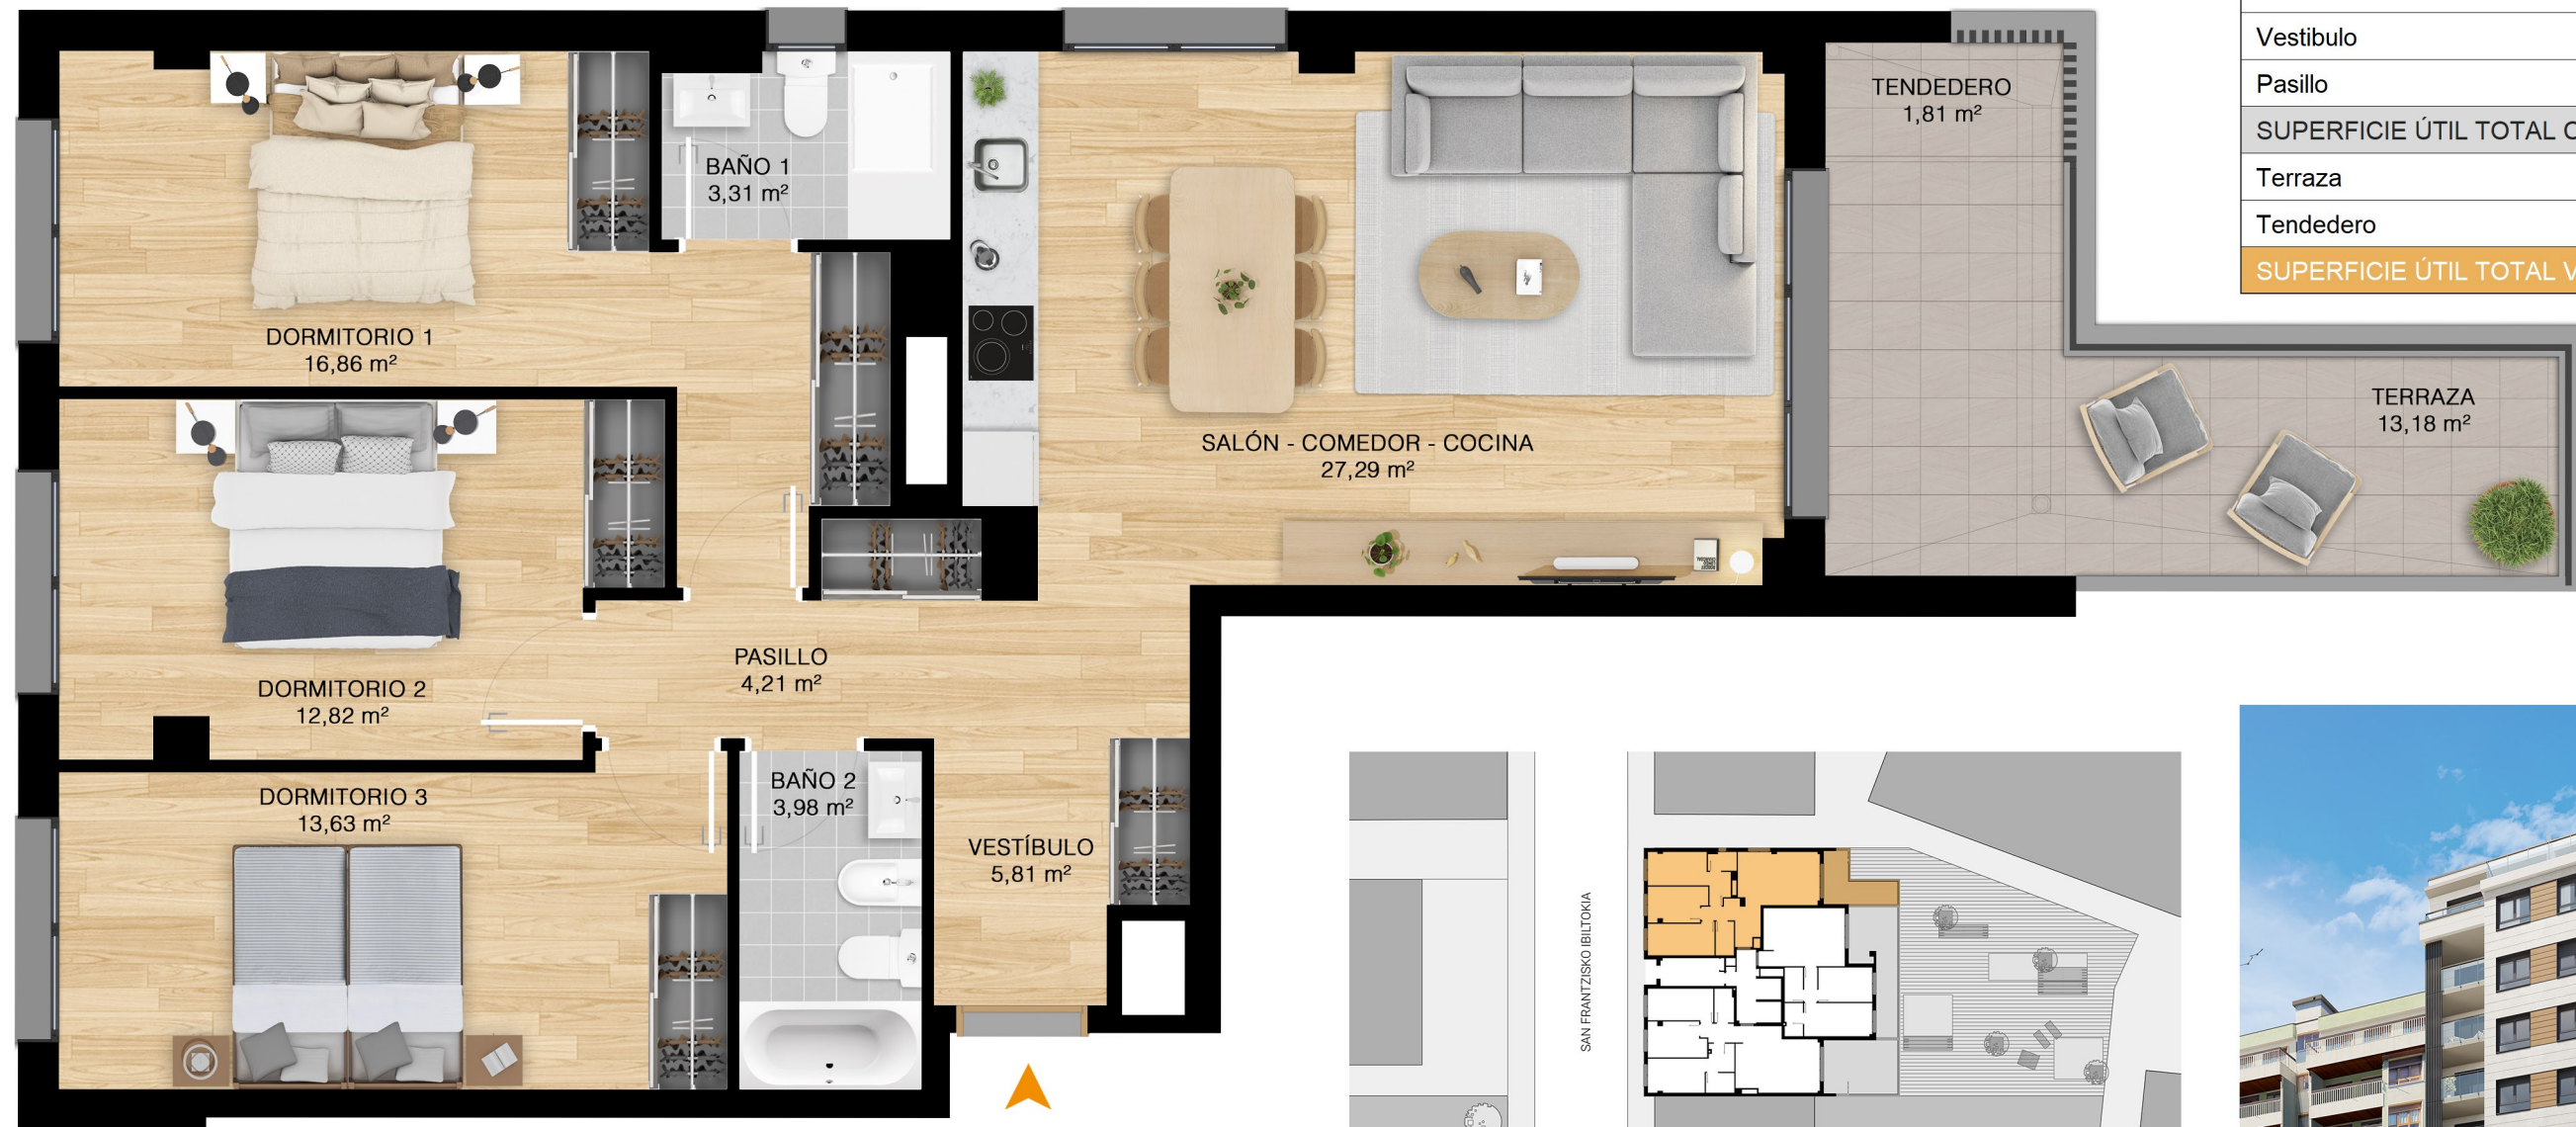 Vestibulo
Pasillo
SUPERFICIE ÚTIL TOTAL C
Terraza
Tendedero
SUPERFICIE ÚTIL TOTAL V
TENDEDERO
1,81 m²
BAÑO 1
3,31 m²
DORMITORIO 1
16,86 m²
TERRAZA
13,18 m²
SALÓN - COMEDOR - COCINA
27,29 m²
PASILLO
4,21 m²
DORMITORIO 2
12,82 m²
DORMITORIO 3
13,63 m²
BAÑO 2
3,98 m²
VESTÍBULO
5,81 m²
SAN FRANTZISKO IBILTOKIA